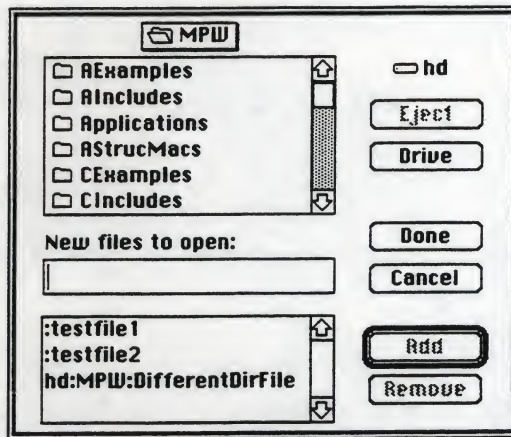 MPW
AExamples
AIncludes
Applications
AStrucMacs
CExamples
CIncludes
hd
Eject
Drive
New files to open:
Done
Cancel
:testfile1
:testfile2
hd:MPW:DifferentDirFile
Add
Remove